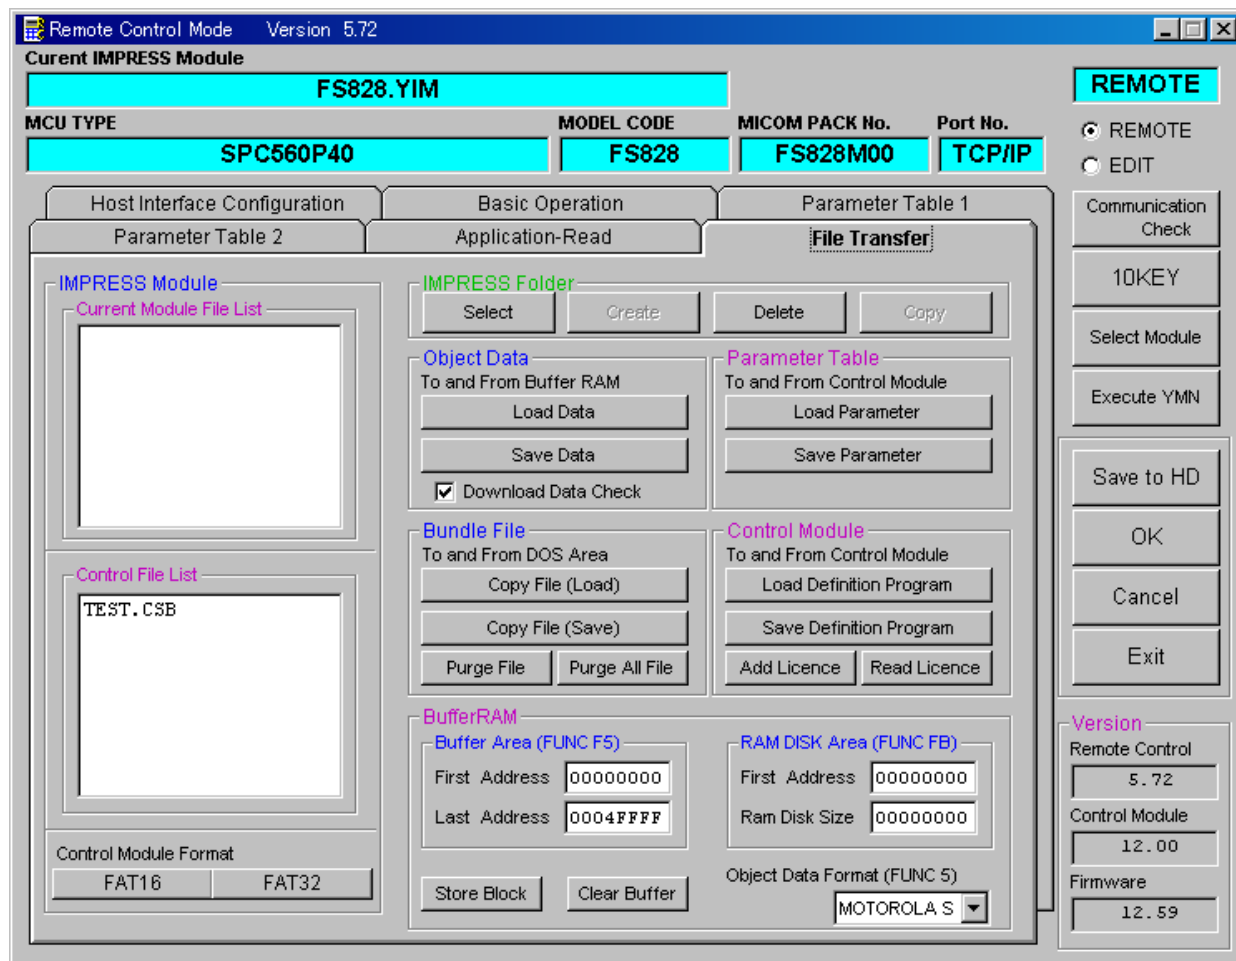 Remote Control Mode Version 5.72
Curent IMPRESS Module
FS828.YIM
REMOTE
MCU TYPE
MODEL CODE
MICOM PACK No.
Port No.
SPC560P40
FS828
FS828M00
TCP/IP
REMOTE
EDIT
Host Interface Configuration
Basic Operation
Parameter Table 1
Parameter Table 2
Application-Read
File Transfer
IMPRESS Module
Current Module File List
Control File List
TEST.CSB
Control Module Format
FAT16
FAT32
IMPRESS Folder
Select
Create
Delete
Copy
Object Data
To and From Buffer RAM
Load Data
Save Data
Download Data Check
Parameter Table
To and From Control Module
Load Parameter
Save Parameter
Bundle File
To and From DOS Area
Copy File (Load)
Copy File (Save)
Purge File
Purge All File
Control Module
To and From Control Module
Load Definition Program
Save Definition Program
Add Licence
Read Licence
BufferRAM
Buffer Area (FUNC F5)
First Address 00000000
Last Address 0004FFFF
RAM DISK Area (FUNC FB)
First Address 00000000
Ram Disk Size 00000000
Store Block
Clear Buffer
Object Data Format (FUNC 5)
MOTOROLA S
Communication
Check
10KEY
Select Module
Execute YMN
Save to HD
OK
Cancel
Exit
Version
Remote Control
5.72
Control Module
12.00
Firmware
12.59